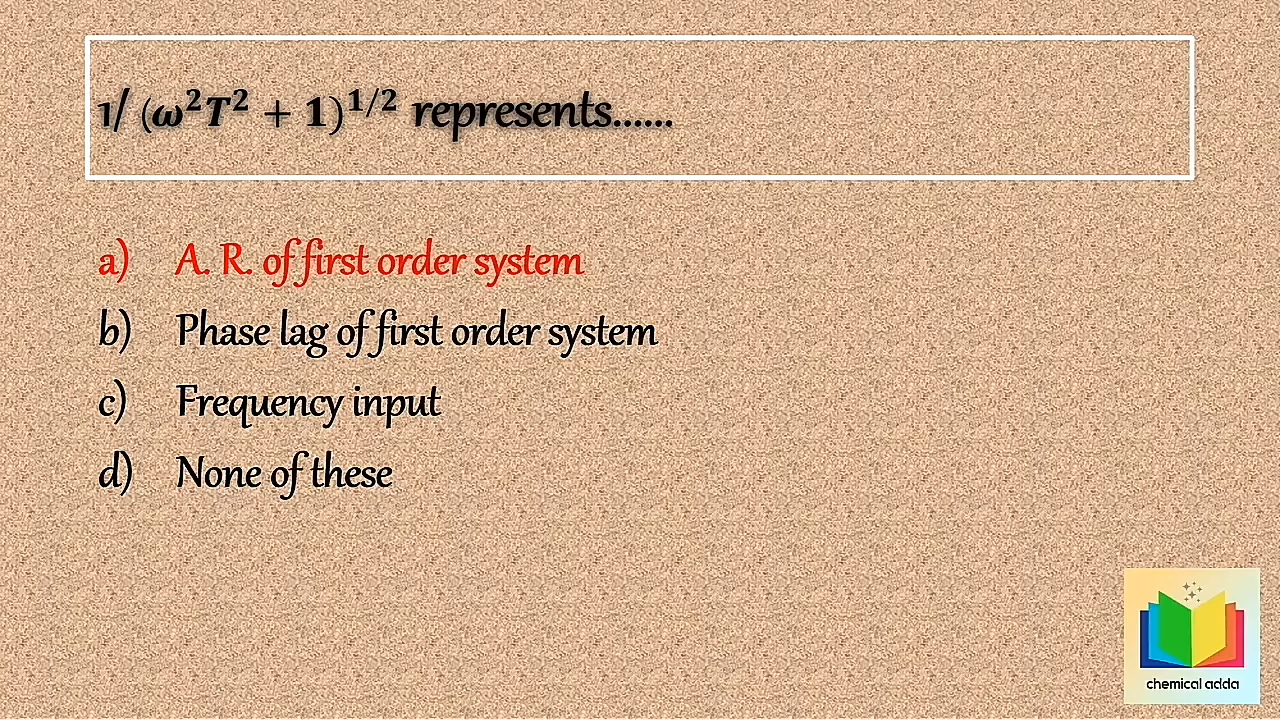 1/ (ω²T² + 1)^{1/2} represents......
a) A. R. of first order system
b) Phase lag of first order system
c) Frequency input
d) None of these
chemical adda